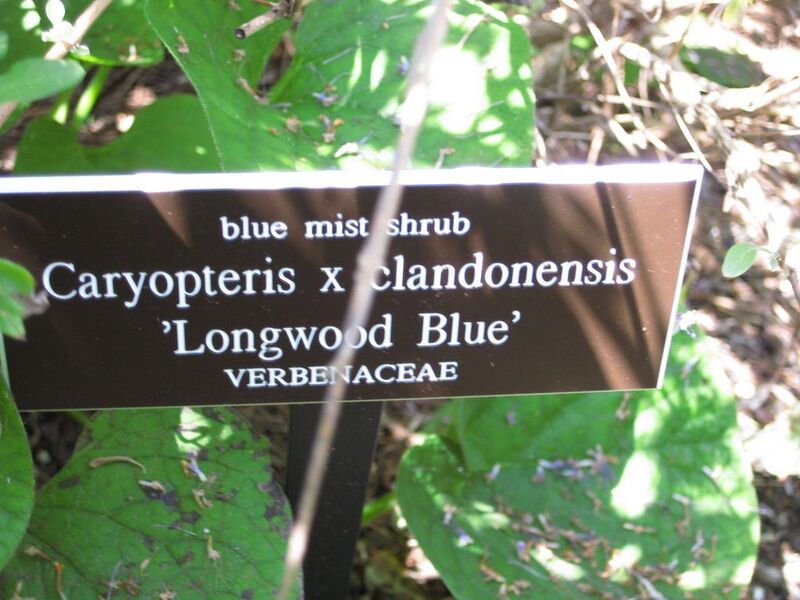 blue mist shrub
Caryopteris x clandonensis
'Longwood Blue'
VERBENACEAE